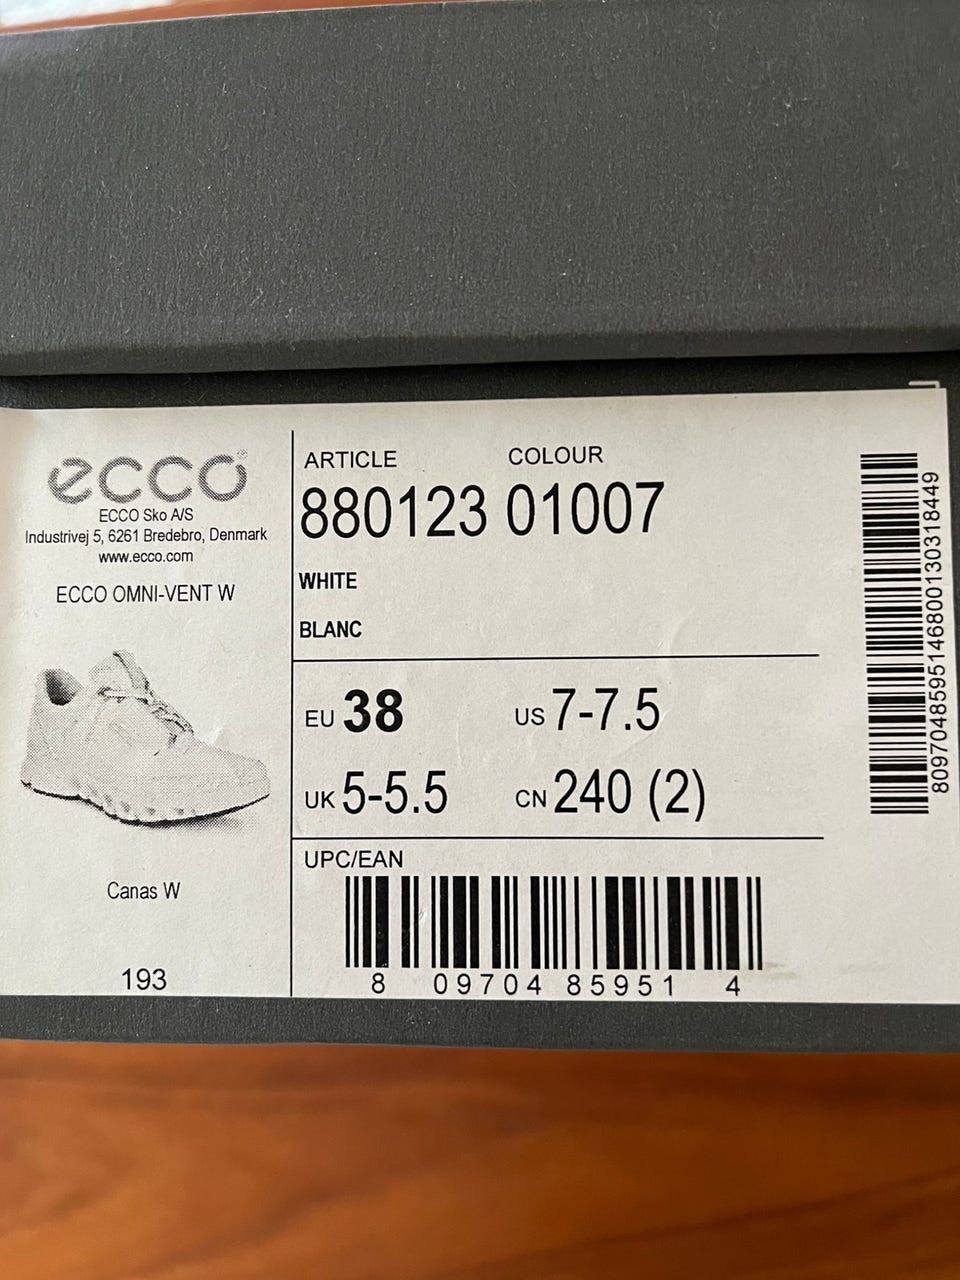 ecco®
ECCO Sko A/S
Industrivej 5, 6261 Bredebro, Denmark
www.ecco.com
ECCO OMNI-VENT W
Canas W
193
ARTICLE COLOUR
880123 01007
WHITE
BLANC
EU 38 US 7-7.5
UK 5-5.5 CN 240 (2)
UPC/EAN
8 09704 85951 4
8097048595146800130318449